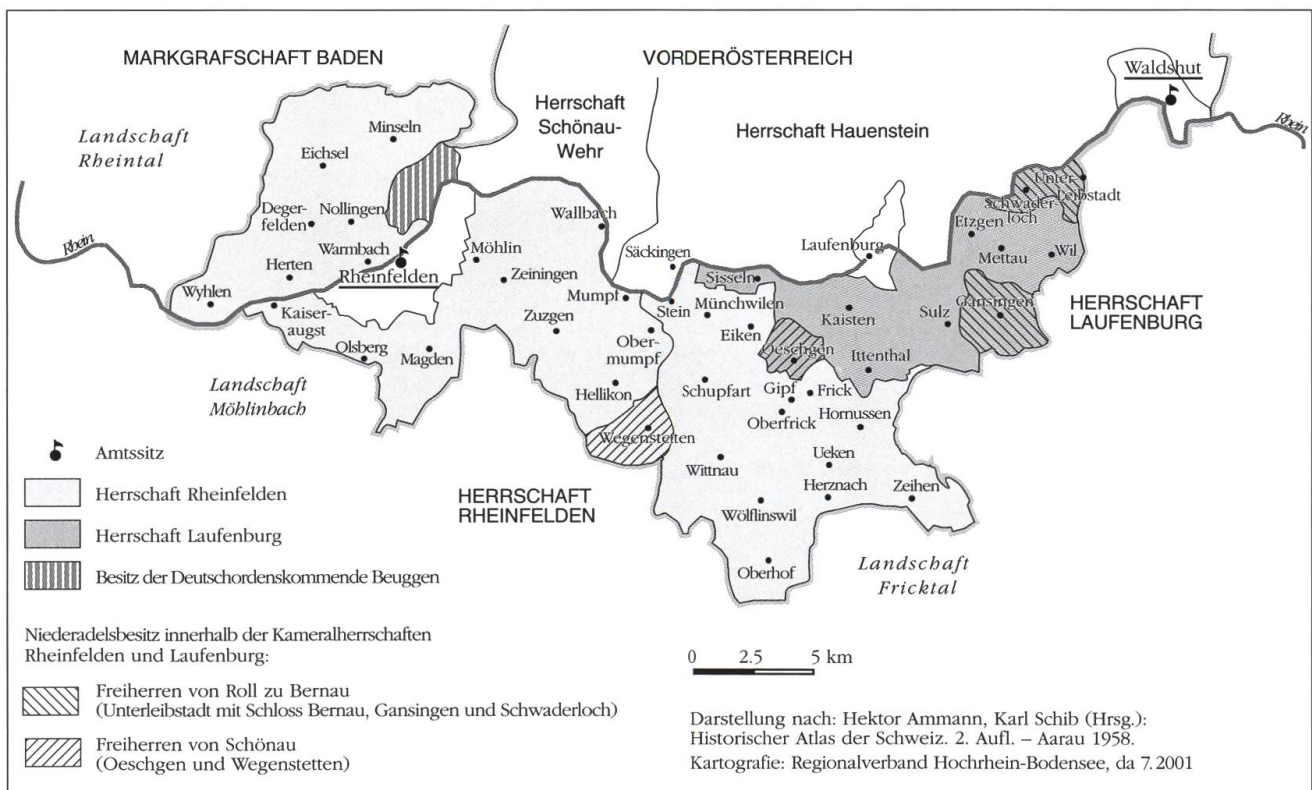 MARKGRAFSCHAFT BADEN
VORDERÖSTERREICH
Waldshut
Landschaft
Rheintal
Minseln
Herrschaft
Schönau-
Wehr
Herrschaft Hauenstein
Rhein
Eichsel
Unter-
leibstadt
Schwader-
loch
Deger-
felden
Nollingen
Wallbach
Etzgen
Rhein
Warmbach
Möhlin
Säckingen
Laufenburg
Mettau
Wil
Herten
Rheinfelden
Zeiningen
Sisseln
Wyhlen
Kaiser-
augst
Mumpf
Stein
Münchwilen
Kaisten
Sulz
Gansingen
HERRSCHAFT
LAUFENBURG
Zuzgen
Ober-
mumpf
Eiken
Olsberg
Magden
Oeschgen
Ittenthal
Landschaft
Möhlinbach
Hellikon
Schupfart
Gipf
Frick
Oberfrick
Hornussen
Wegenstetten
Amtssitz
Wittnau
Ueken
Herrschaft Rheinfelden
HERRSCHAFT
RHEINFELDEN
Herznach
Zeihen
Wölflinswil
Herrschaft Laufenburg
Oberhof
Landschaft
Fricktal
Besitz der Deutschordenskommende Beuggen
Niederadelsbesitz innerhalb der Kameralherrschaften
Rheinfelden und Laufenburg:
0 2.5 5 km
Freiherren von Roll zu Bernau
(Unterleibstadt mit Schloss Bernau, Gansingen und Schwaderloch)
Freiherren von Schönau
(Oeschgen und Wegenstetten)
Darstellung nach: Hektor Ammann, Karl Schib (Hrsg.):
Historischer Atlas der Schweiz. 2. Aufl. – Aarau 1958.
Kartografie: Regionalverband Hochrhein-Bodensee, da 7.2001